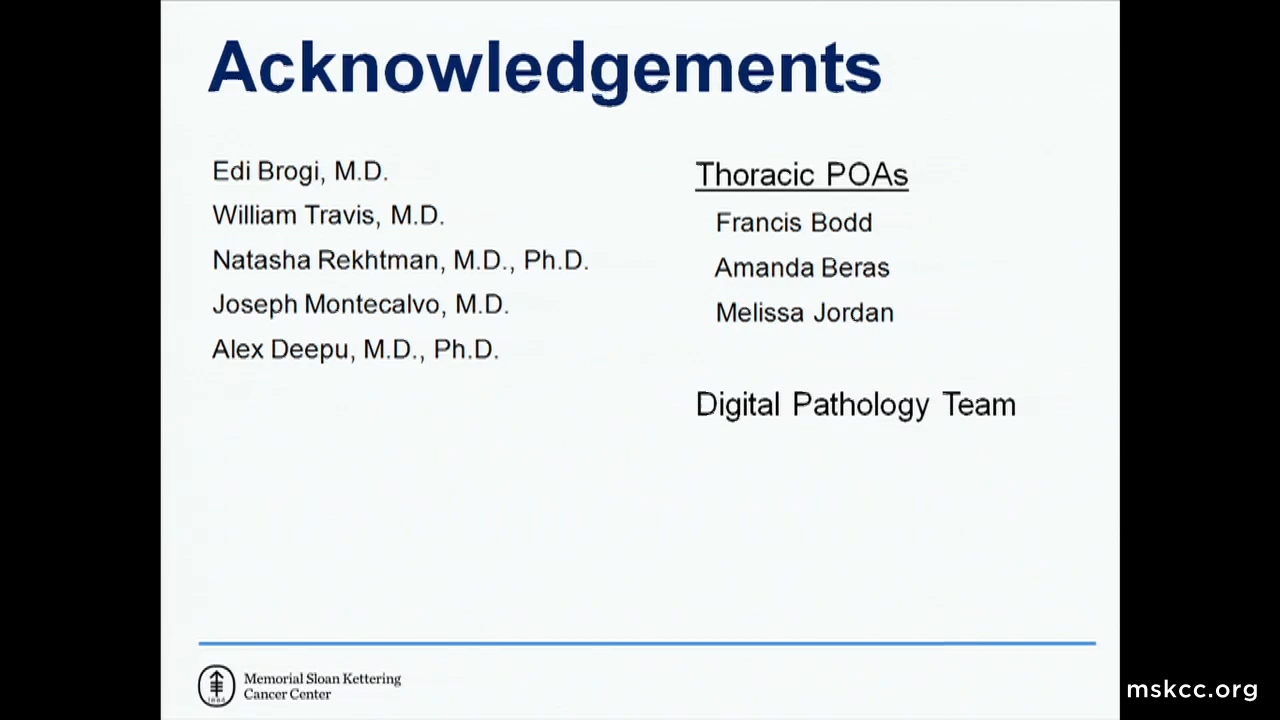 Acknowledgements
Edi Brogi, M.D.
William Travis, M.D.
Natasha Rekhtman, M.D., Ph.D.
Joseph Montecalvo, M.D.
Alex Deepu, M.D., Ph.D.
Thoracic POAs
Francis Bodd
Amanda Beras
Melissa Jordan
Digital Pathology Team
Memorial Sloan Kettering
Cancer Center
mskcc.org